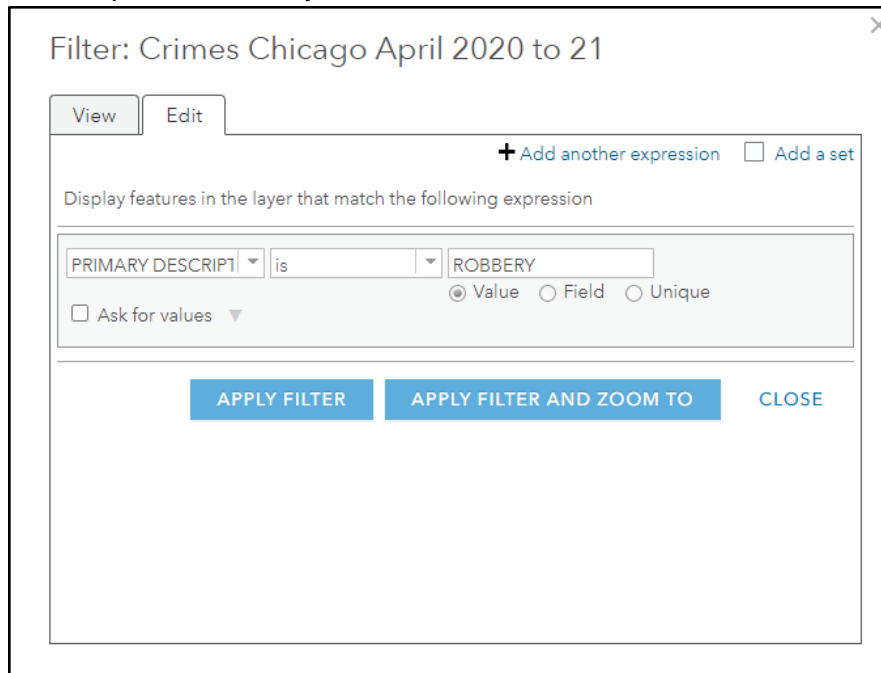 Filter: Crimes Chicago April 2020 to 21
View Edit
+ Add another expression Add a set
Display features in the layer that match the following expression
PRIMARY DESCRIPT is ROBBERY
Value Field Unique
Ask for values
APPLY FILTER APPLY FILTER AND ZOOM TO CLOSE